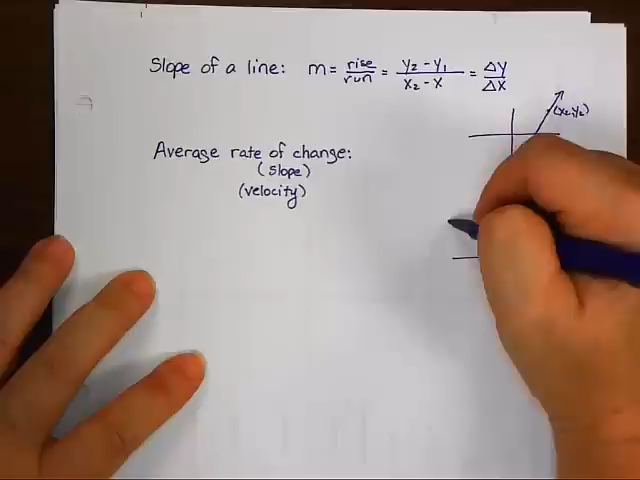 Slope of a line: m = rise/run = y₂ - y₁/x₂ - x = Δy/Δx
(x₂, y₂)
Average rate of change:
(slope)
(velocity)